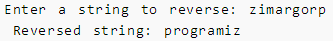 Enter a string to reverse: zimargorp
Reversed string: programiz